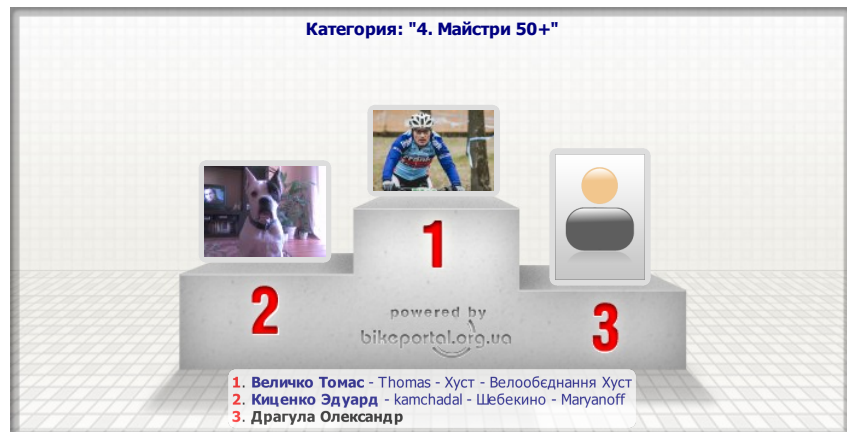 Категория: "4. Майстри 50+"
1
2
3
powered by
bikeportal.org.ua
1. Величко Томас - Thomas - Хуст - Велообєднання Хуст
2. Киценко Эдуард - kamchadal - Шебекино - Maryanoff
3. Драгула Олександр